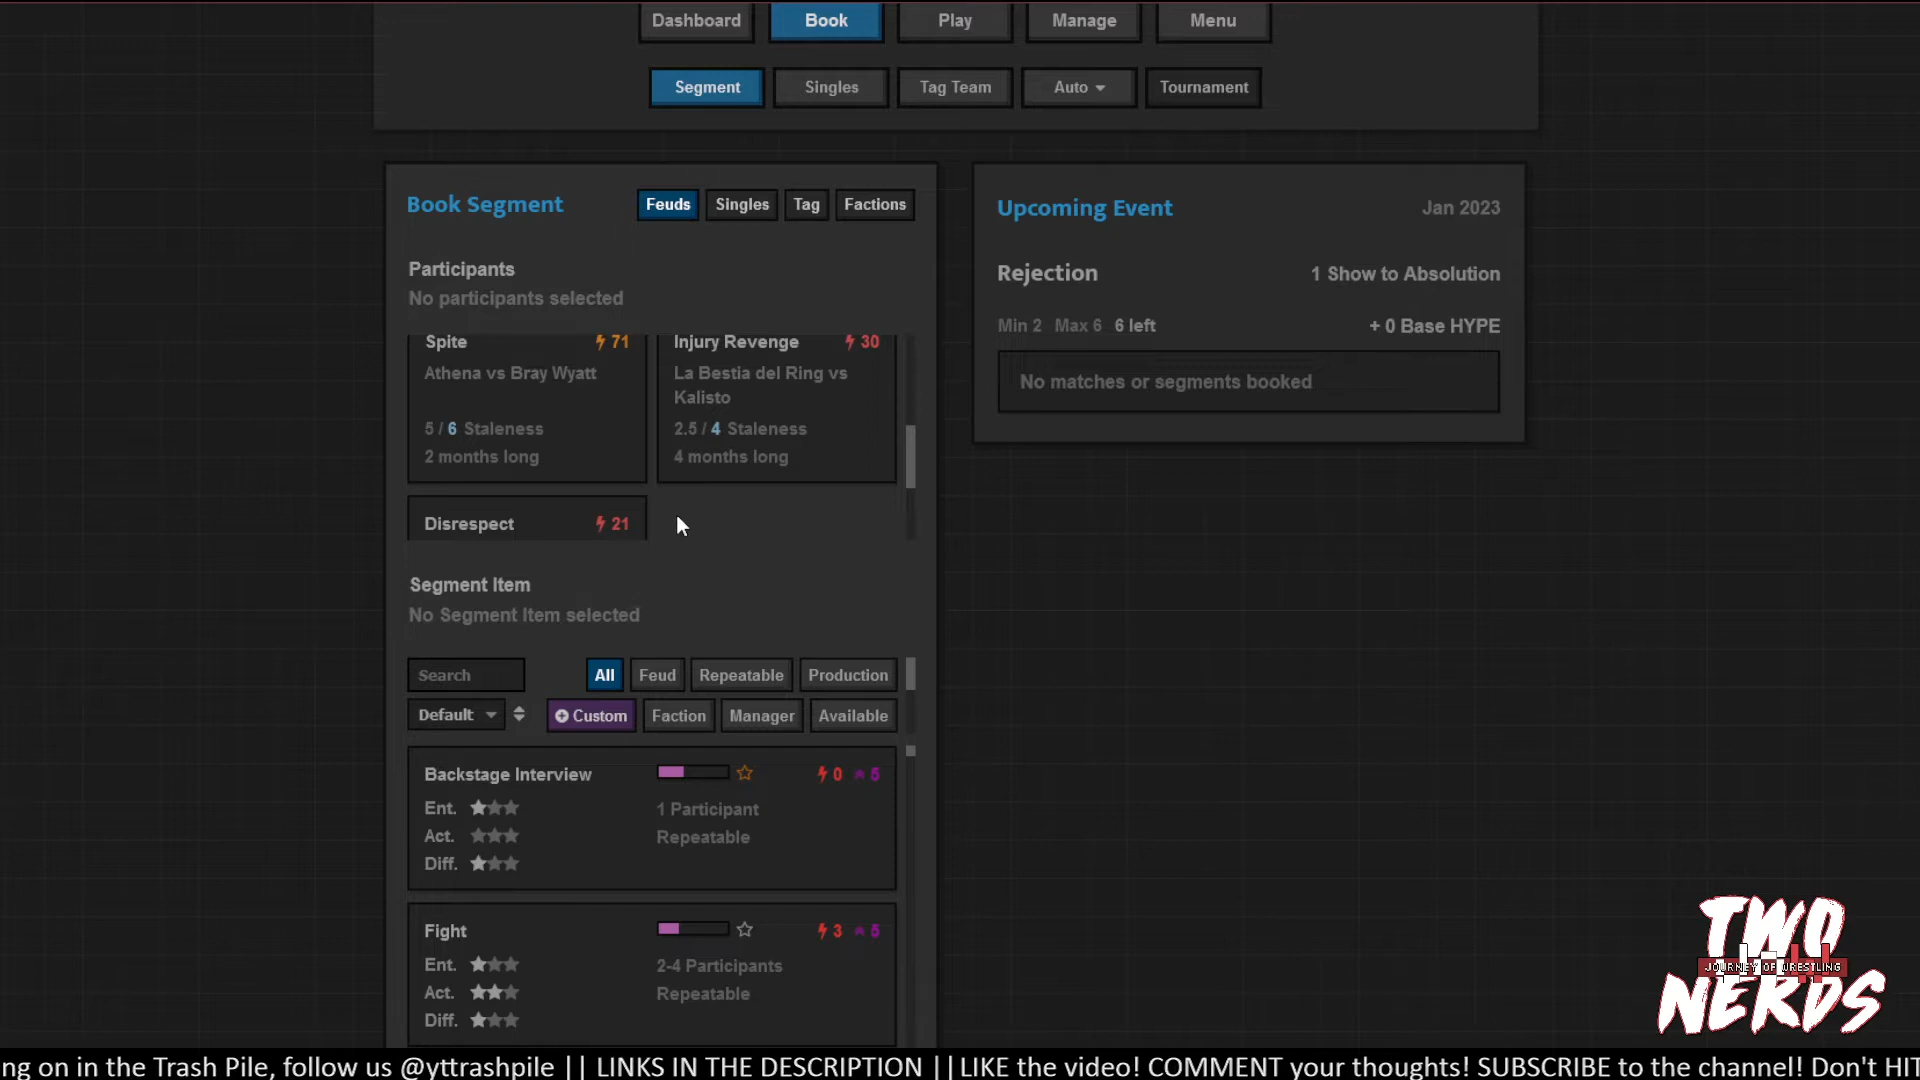 Dashboard Book Play Manage Menu
Segment Singles Tag Team Auto Tournament
Book Segment Feuds Singles Tag Factions
Participants
No participants selected
Spite 71
Athena vs Bray Wyatt
5 / 6 Staleness
2 months long
Injury Revenge 30
La Bestia del Ring vs
Kalisto
2.5 / 4 Staleness
4 months long
Disrespect 21
Segment Item
No Segment Item selected
Search All Feud Repeatable Production
Default Custom Faction Manager Available
Backstage Interview 0 5
Ent. 1 Participant
Act. Repeatable
Diff.
Fight 3 5
Ent. 2-4 Participants
Act. Repeatable
Diff.
Upcoming Event Jan 2023
Rejection 1 Show to Absolution
Min 2 Max 6 6 left + 0 Base HYPE
No matches or segments booked
TWO
JOURNEY OF WRESTLING
NERDS
ng on in the Trash Pile, follow us @yttrashpile || LINKS IN THE DESCRIPTION || LIKE the video! COMMENT your thoughts! SUBSCRIBE to the channel! Don't HIT